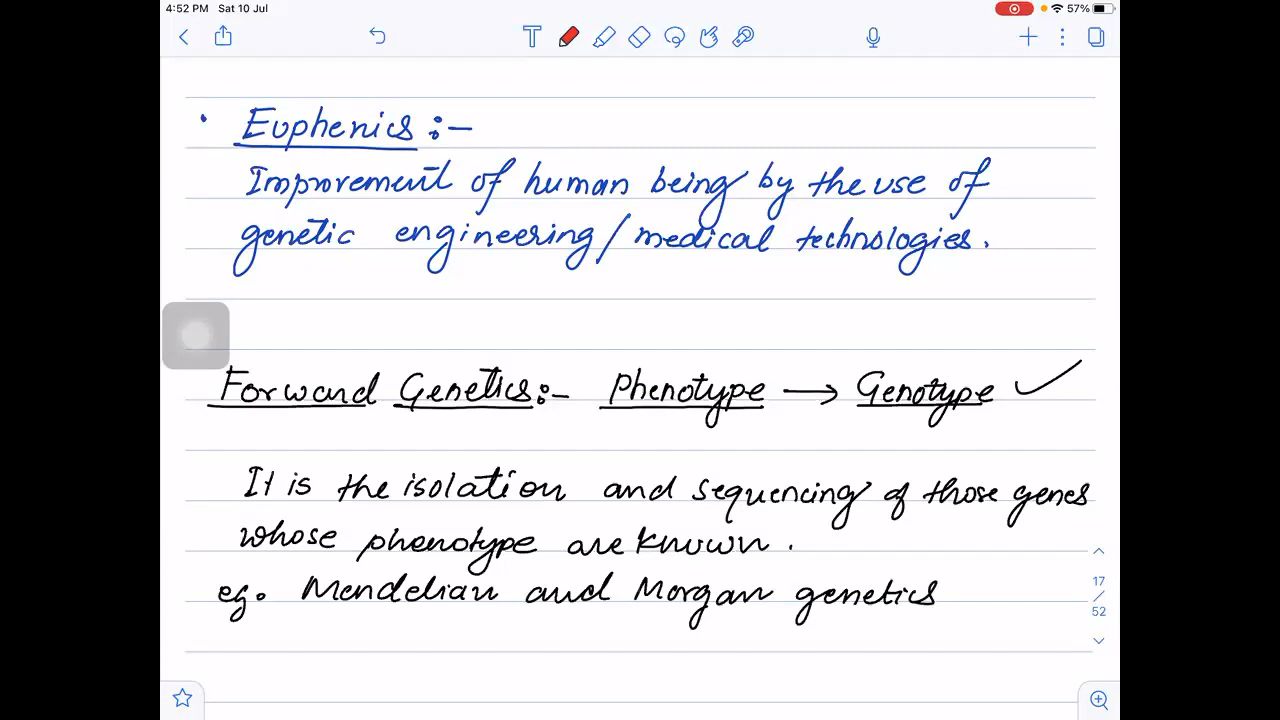 4:52 PM Sat 10 Jul
57%
T
• Euphenics :-
Improvement of human being by the use of
genetic engineering / medical technologies.
Forward Genetics :- Phenotype → Genotype ✓
It is the isolation and sequencing of those genes
whose phenotype are known.
eg. Mendelian and Morgan genetics
17
/
52